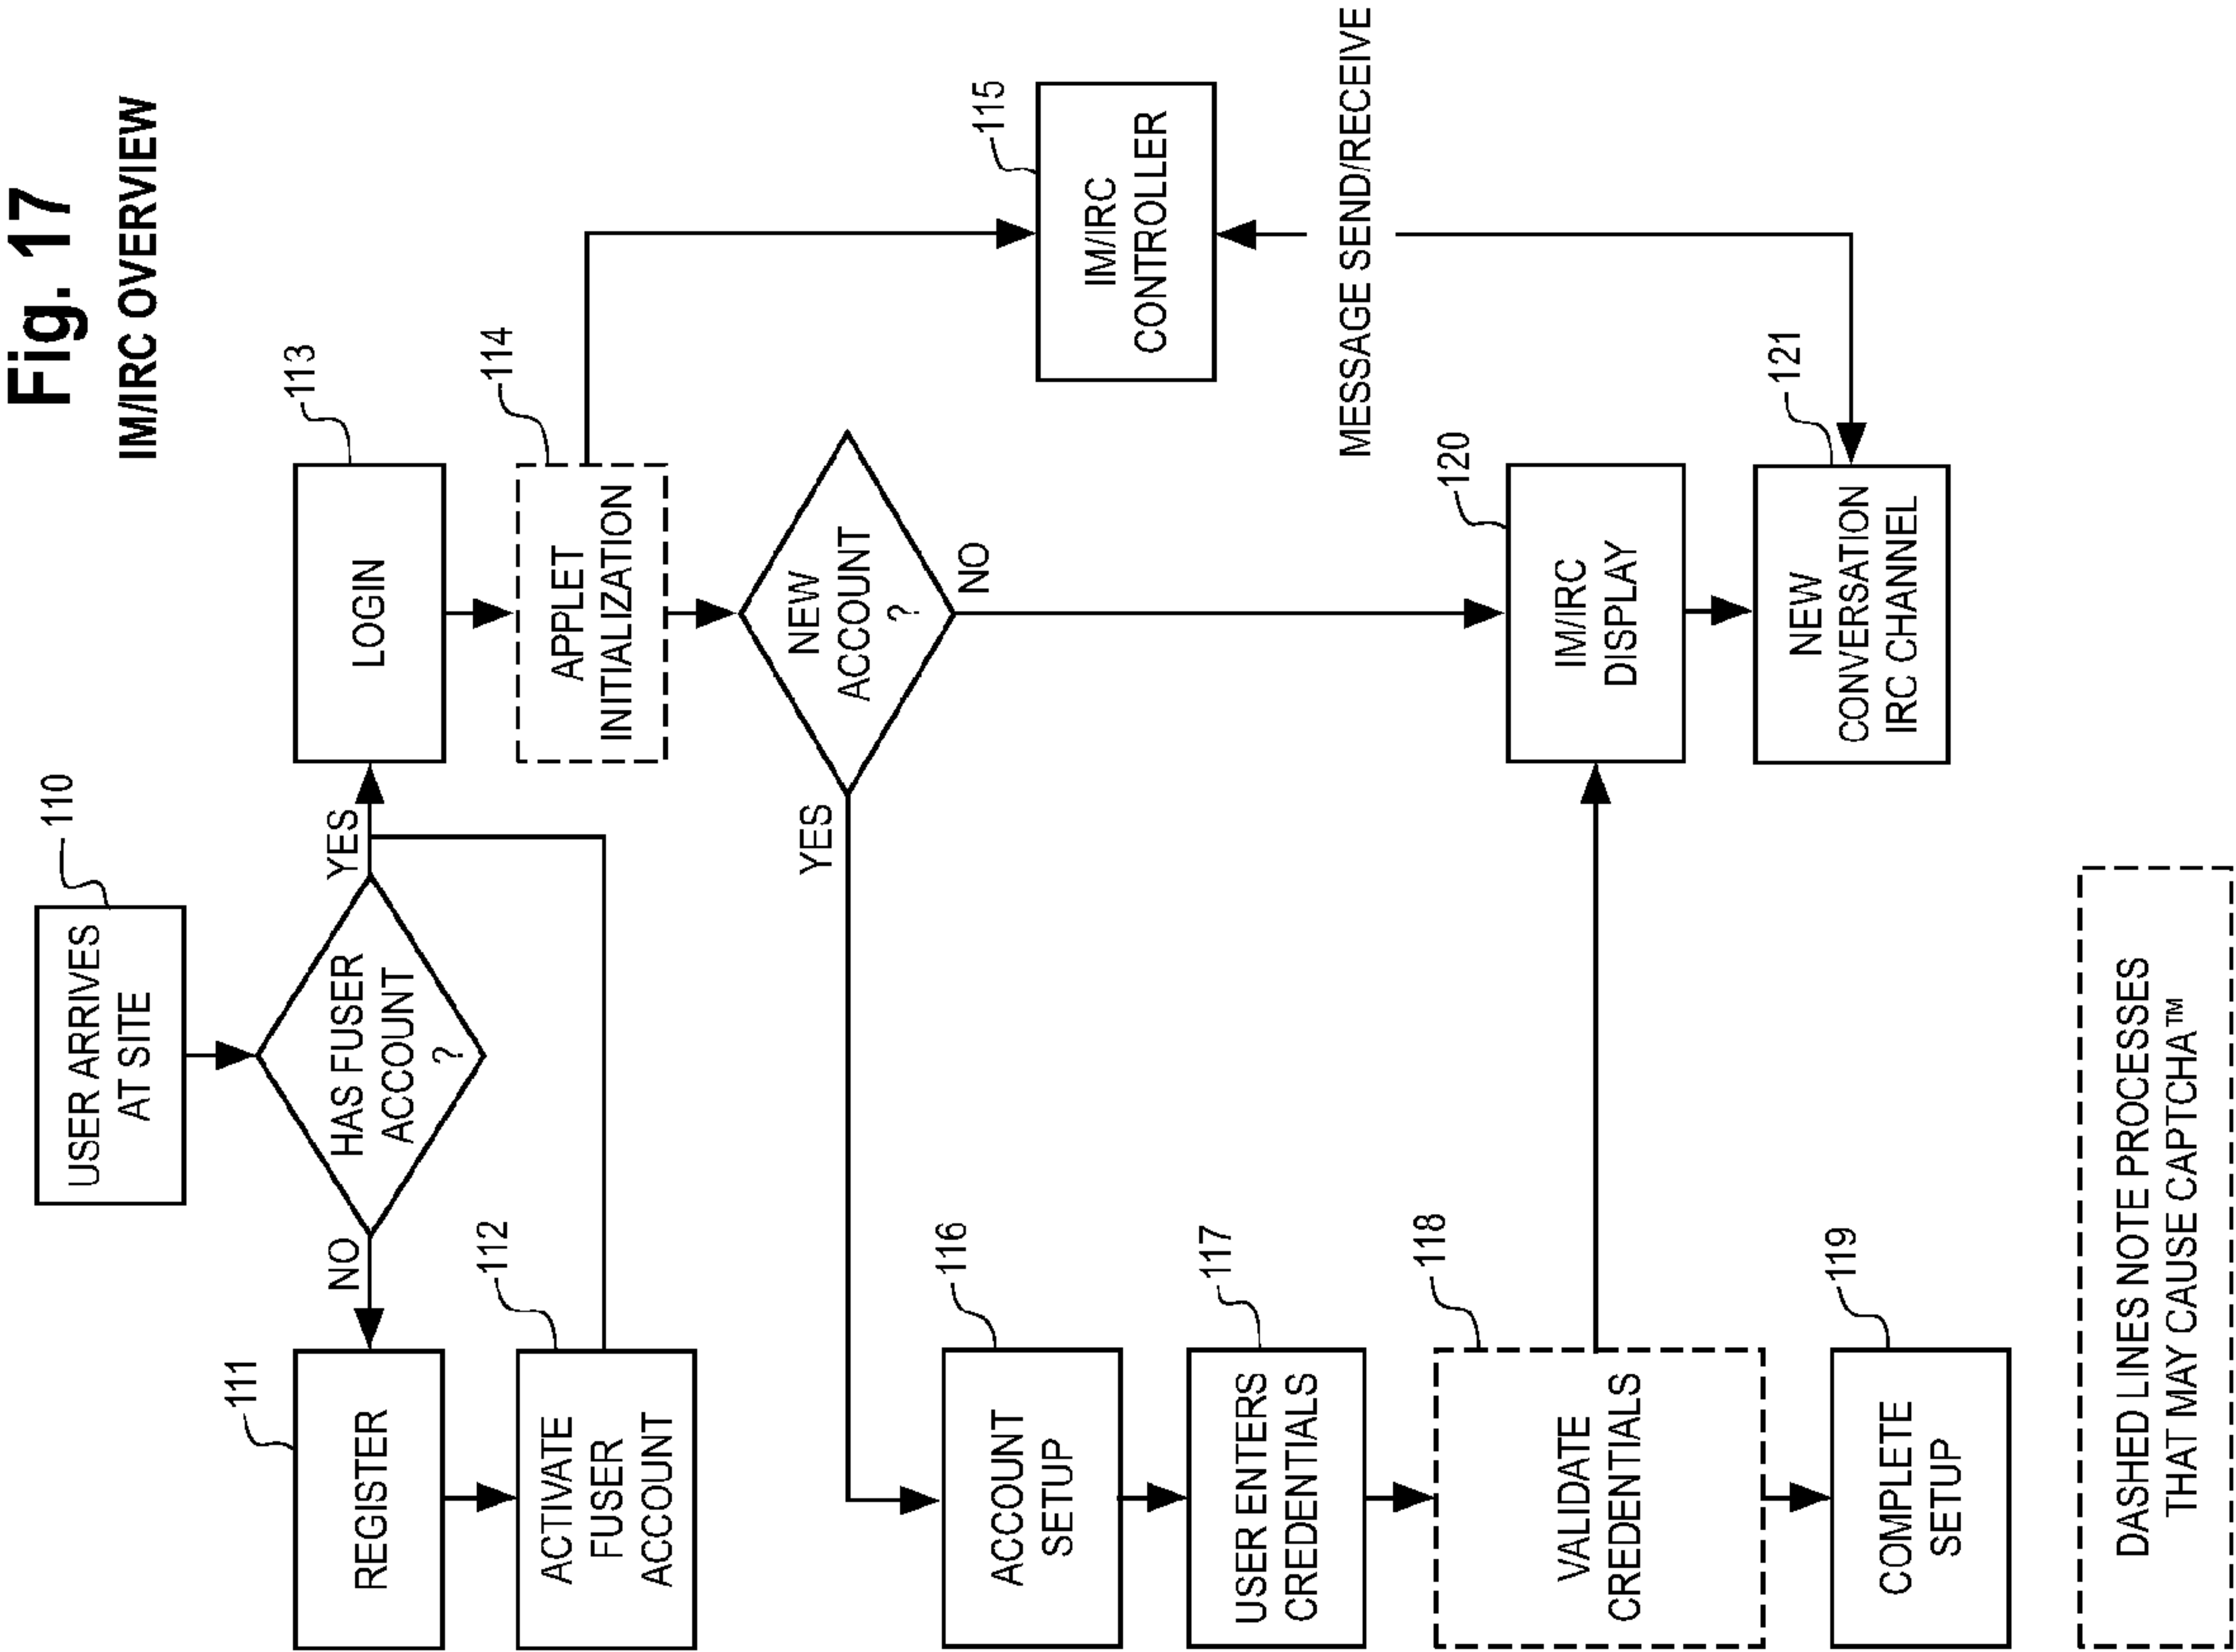 Fig. 17
IM/IRC OVERVIEW
110
USER ARRIVES
AT SITE
HAS FUSER
ACCOUNT
?
YES
NO
111
REGISTER
112
ACTIVATE
FUSER
ACCOUNT
113
LOGIN
114
APPLET
INITIALIZATION
115
IM/IRC
CONTROLLER
NEW
ACCOUNT
?
YES
NO
116
ACCOUNT
SETUP
117
USER ENTERS
CREDENTIALS
118
VALIDATE
CREDENTIALS
119
COMPLETE
SETUP
120
IM/IRC
DISPLAY
MESSAGE SEND/RECEIVE
121
NEW
CONVERSATION
IRC CHANNEL
DASHED LINES NOTE PROCESSES
THAT MAY CAUSE CAPTCHA™